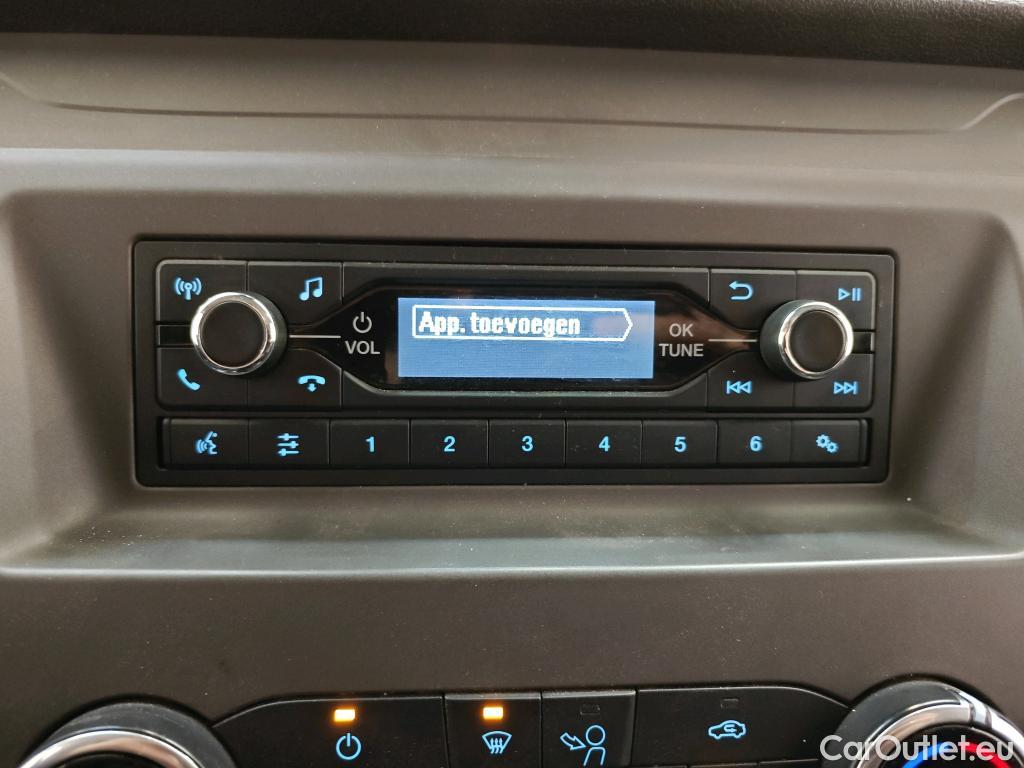 App. toevoegen
VOL
OK
TUNE
1 2 3 4 5 6
CarOutlet.eu